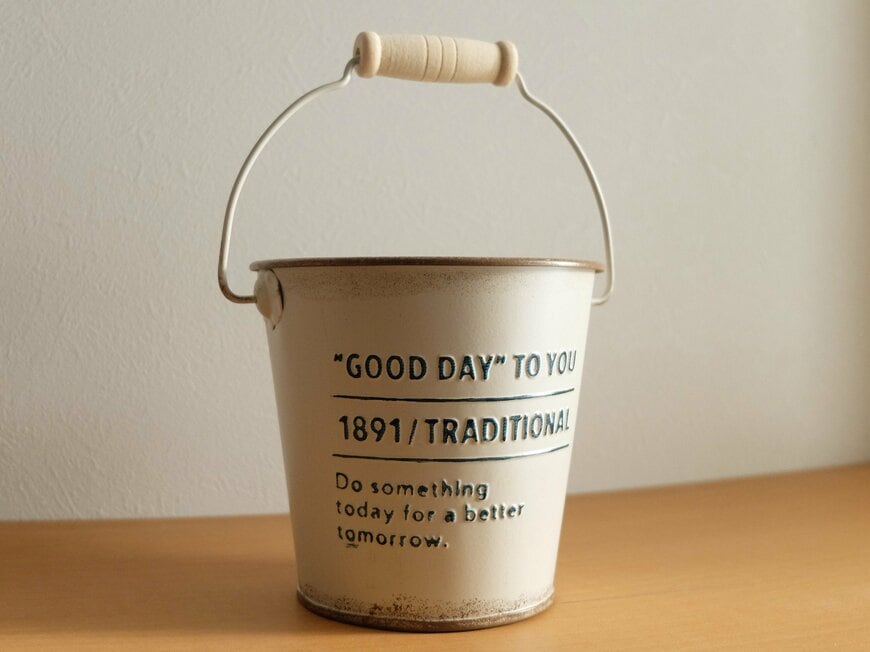 "GOOD DAY" TO YOU
1891/TRADITIONAL
Do something
today for a better
tomorrow.